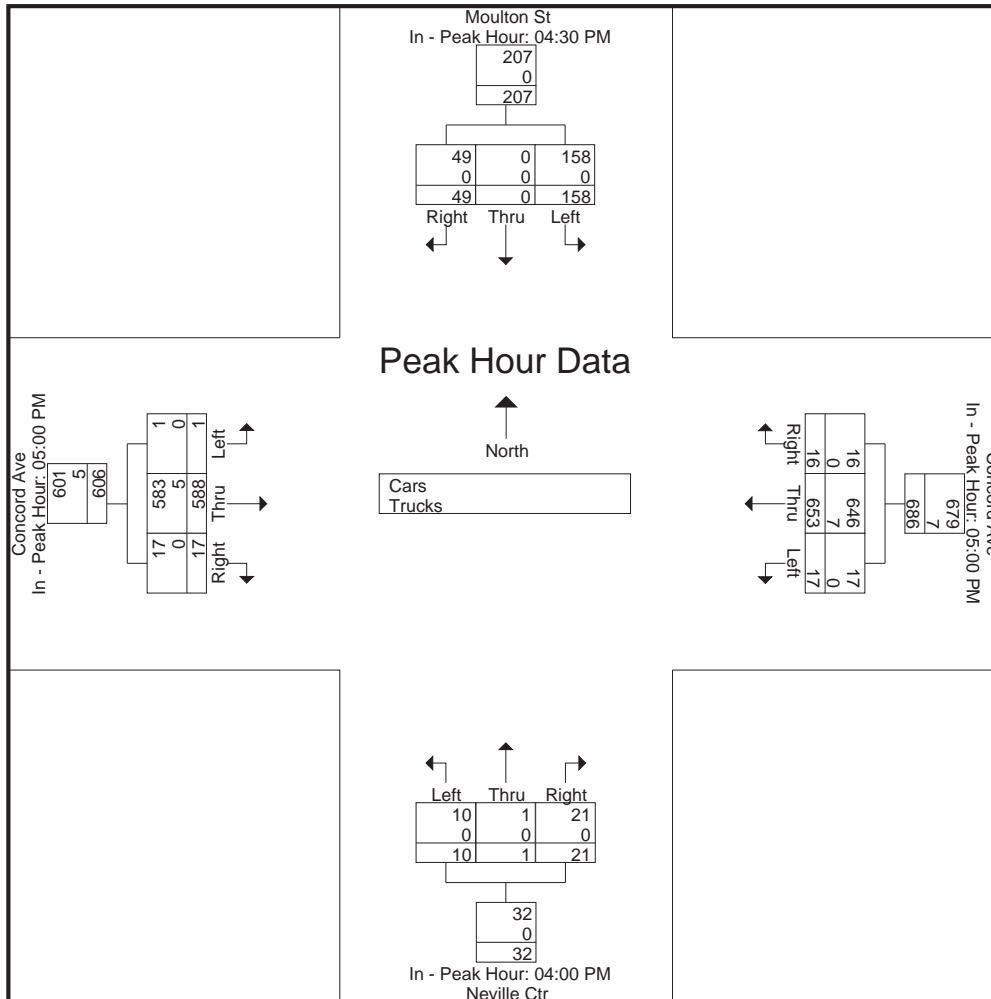 Moulton St
In - Peak Hour: 04:30 PM
207
0
207
49 0 158
0 0 0
49 0 158
Right Thru Left
Peak Hour Data
North
Cars
Trucks
Concord Ave
In - Peak Hour: 05:00 PM
601
5
606
1 0 1
Left
583 5 588
Thru
17 0 17
Right
Concord Ave
In - Peak Hour: 05:00 PM
679
7
686
Right
16 0 16
Thru
653 7 646
Left
17 0 17
Left Thru Right
10 1 21
0 0 0
10 1 21
32
0
32
In - Peak Hour: 04:00 PM
Neville Ctr